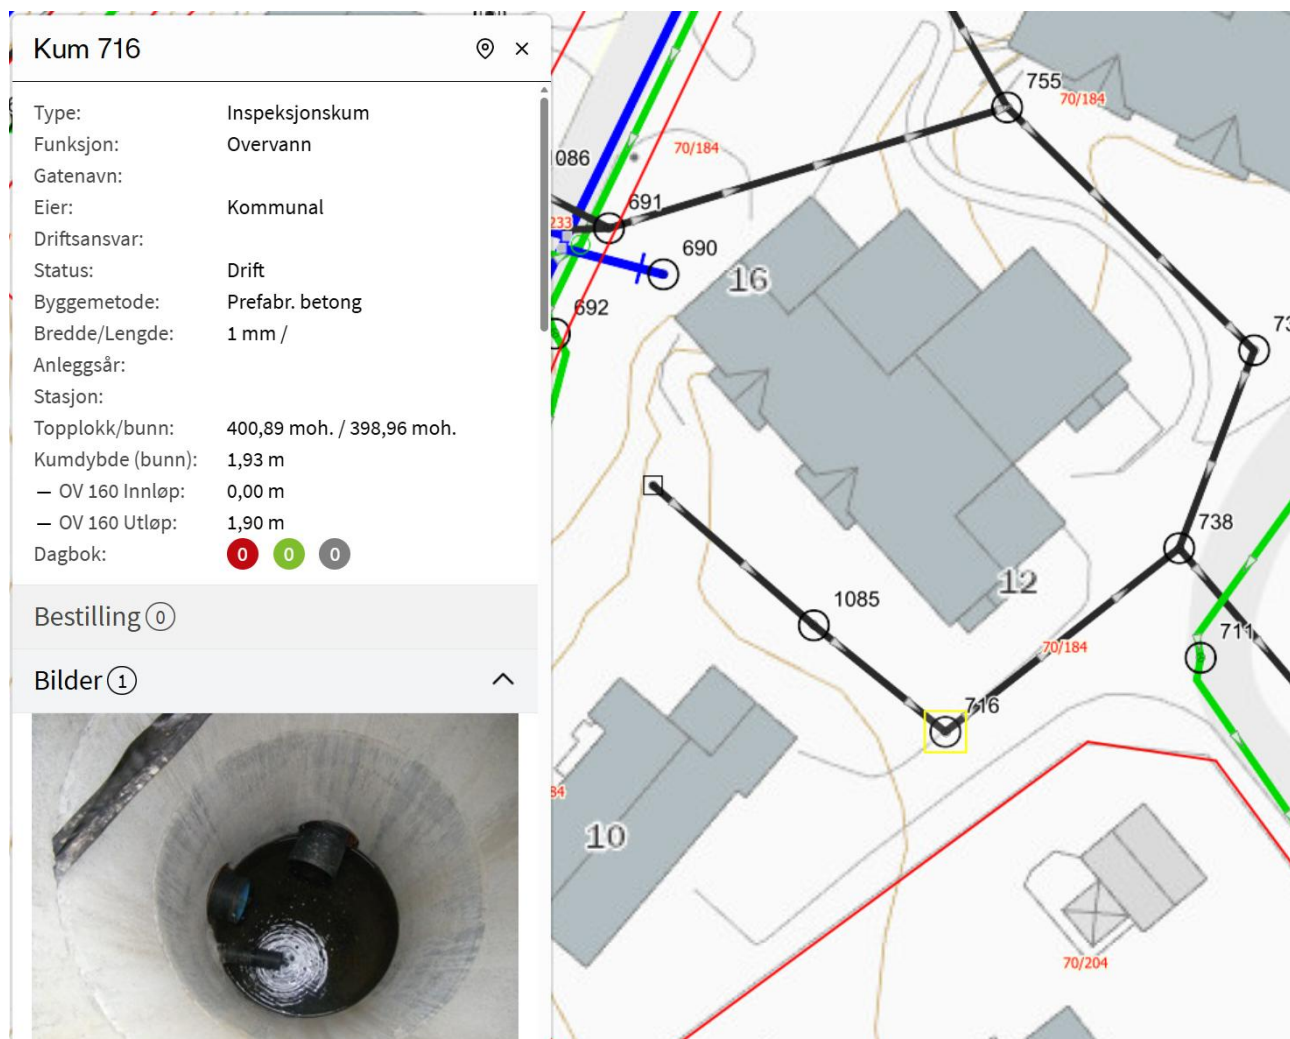 Kum 716
Type: Inspeksjonskum
Funksjon: Overvann
Gatenavn:
Eier: Kommunal
Driftsansvar:
Status: Drift
Byggemetode: Prefabr. betong
Bredde/Lengde: 1 mm /
Anleggsår:
Stasjon:
Topplokk/bunn: 400,89 moh. / 398,96 moh.
Kumdybde (bunn): 1,93 m
– OV 160 Innløp: 0,00 m
– OV 160 Utløp: 1,90 m
Dagbok: 0 0 0
Bestilling 0
Bilder 1
755
70/184
70/184
691
690
16
692
738
1085
12
711
70/184
716
10
70/204